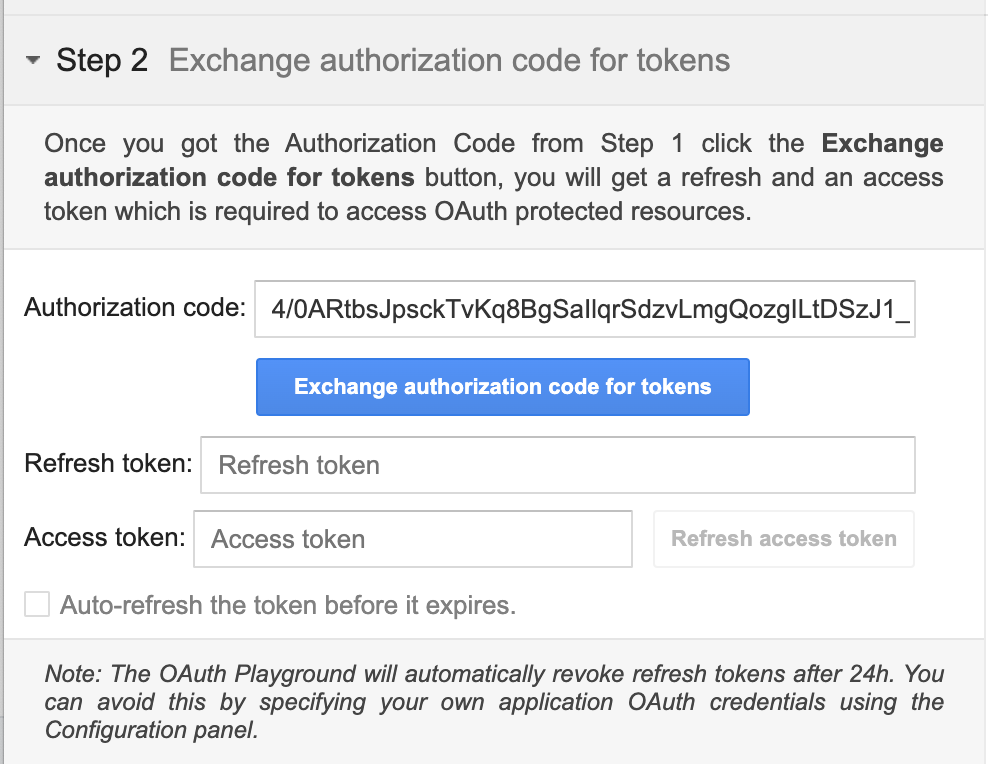 Step 2 Exchange authorization code for tokens
Once you got the Authorization Code from Step 1 click the Exchange
authorization code for tokens button, you will get a refresh and an access
token which is required to access OAuth protected resources.
Authorization code: 4/0ARtbsJpsckTvKq8BgSaIlqrSdzvLmgQozgILtDSzJ1_
Exchange authorization code for tokens
Refresh token: Refresh token
Access token: Access token Refresh access token
Auto-refresh the token before it expires.
Note: The OAuth Playground will automatically revoke refresh tokens after 24h. You
can avoid this by specifying your own application OAuth credentials using the
Configuration panel.